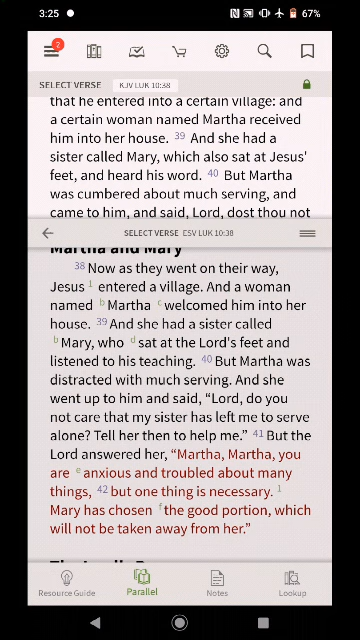 3:25
67%
2
SELECT VERSE KJV LUK 10:38
that he entered into a certain village: and
a certain woman named Martha received
him into her house. 39 And she had a
sister called Mary, which also sat at Jesus'
feet, and heard his word. 40 But Martha
was cumbered about much serving, and
came to him, and said, Lord, dost thou not
SELECT VERSE ESV LUK 10:38
Martha and Mary
38 Now as they went on their way,
Jesus 1 entered a village. And a woman
named b Martha c welcomed him into her
house. 39 And she had a sister called
b Mary, who d sat at the Lord's feet and
listened to his teaching. 40 But Martha was
distracted with much serving. And she
went up to him and said, “Lord, do you
not care that my sister has left me to serve
alone? Tell her then to help me.” 41 But the
Lord answered her, “Martha, Martha, you
are e anxious and troubled about many
things, 42 but one thing is necessary. 1
Mary has chosen f the good portion, which
will not be taken away from her.”
Resource Guide
Parallel
Notes
Lookup